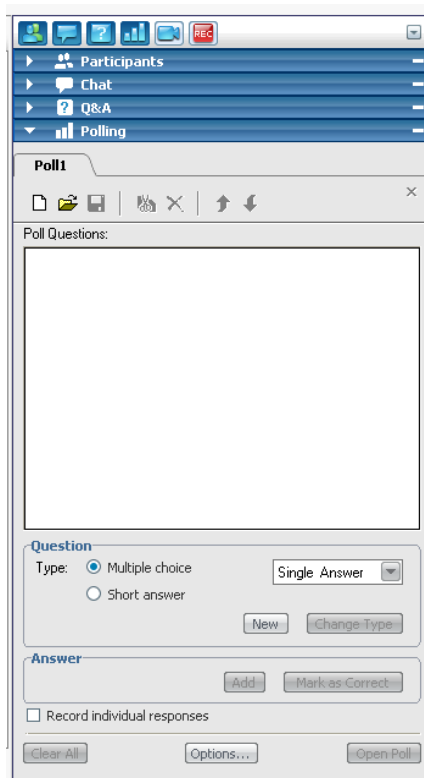 REC
Participants
Chat
? Q&A
Polling
Poll1
Poll Questions:
Question
Type: Multiple choice Single Answer
Short answer
New Change Type
Answer
Add Mark as Correct
Record individual responses
Clear All Options... Open Poll